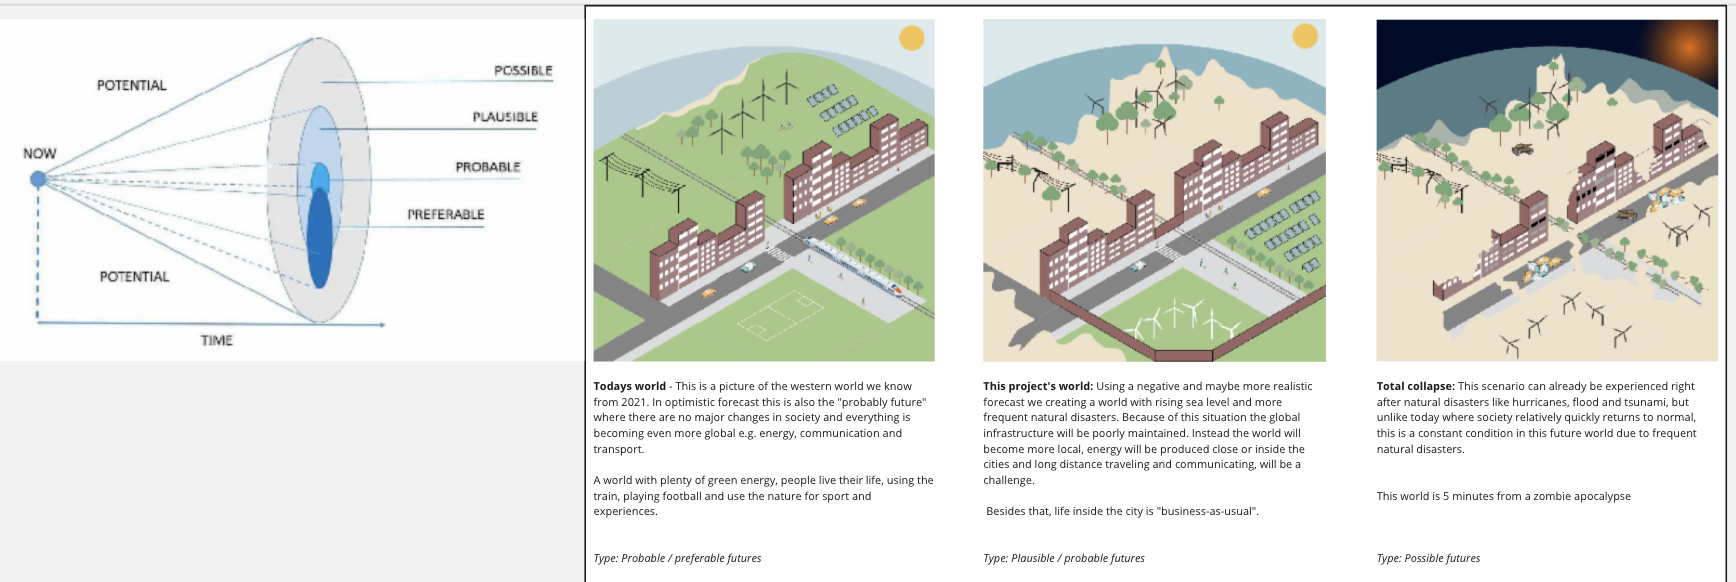 POTENTIAL
NOW
POTENTIAL
TIME
POSSIBLE
PLAUSIBLE
PROBABLE
PREFERABLE
Todays world - This is a picture of the western world we know
from 2021. In optimistic forecast this is also the "probably future"
where there are no major changes in society and everything is
becoming even more global e.g. energy, communication and
transport.
A world with plenty of green energy, people live their life, using the
train, playing football and use the nature for sport and
experiences.
Type: Probable / preferable futures
This project's world: Using a negative and maybe more realistic
forecast we creating a world with rising sea level and more
frequent natural disasters. Because of this situation the global
infrastructure will be poorly maintained. Instead the world will
become more local, energy will be produced close or inside the
cities and long distance traveling and communicating, will be a
challenge.
Besides that, life inside the city is "business-as-usual".
Type: Plausible / probable futures
Total collapse: This scenario can already be experienced right
after natural disasters like hurricanes, flood and tsunami, but
unlike today where society relatively quickly returns to normal,
this is a constant condition in this future world due to frequent
natural disasters.
This world is 5 minutes from a zombie apocalypse
Type: Possible futures